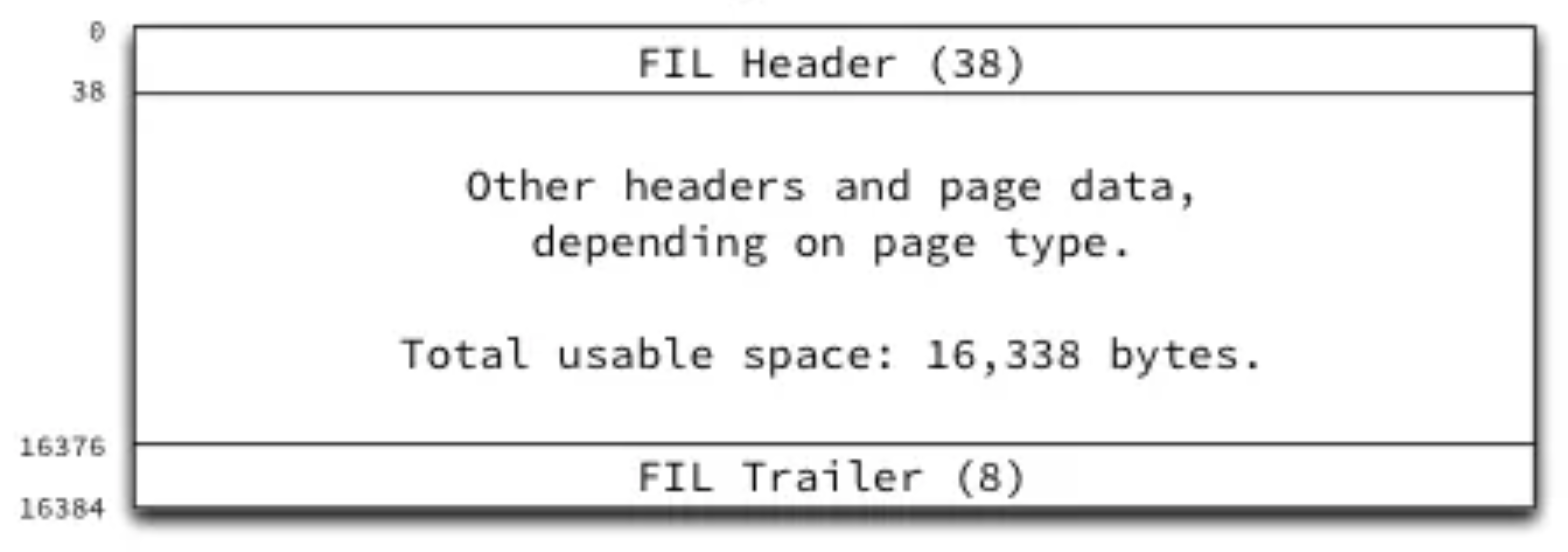 0
FIL Header (38)
38
Other headers and page data,
depending on page type.
Total usable space: 16,338 bytes.
16376
FIL Trailer (8)
16384